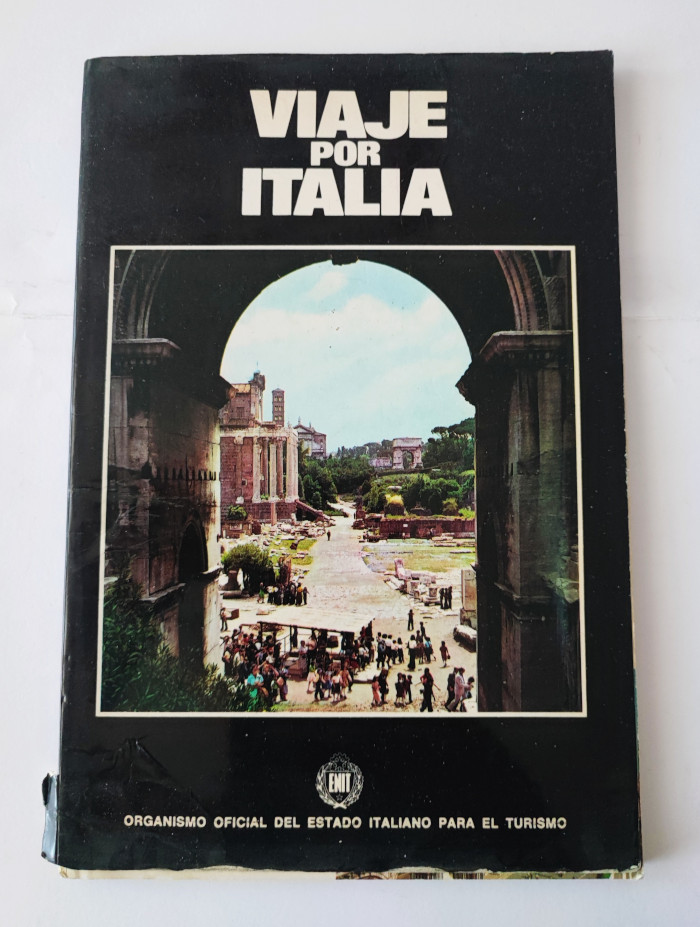 VIAJE
POR
ITALIA
ENIT
ORGANISMO OFICIAL DEL ESTADO ITALIANO PARA EL TURISMO